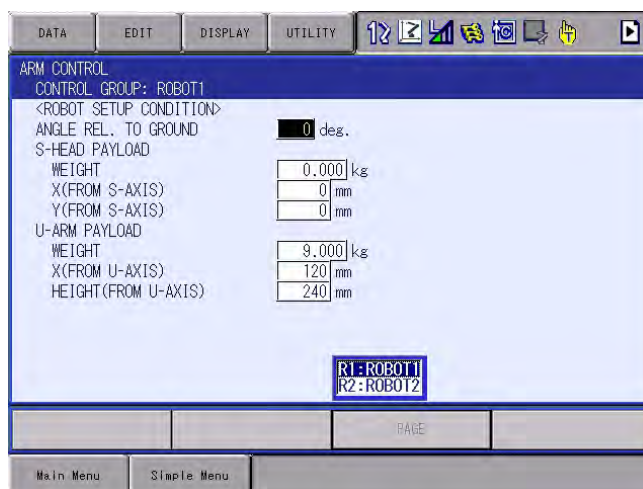 DATA EDIT DISPLAY UTILITY
ARM CONTROL
CONTROL GROUP: ROBOT1
<ROBOT SETUP CONDITION>
ANGLE REL. TO GROUND 0 deg.
S-HEAD PAYLOAD
WEIGHT 0.000 kg
X(FROM S-AXIS) 0 mm
Y(FROM S-AXIS) 0 mm
U-ARM PAYLOAD
WEIGHT 9.000 kg
X(FROM U-AXIS) 120 mm
HEIGHT(FROM U-AXIS) 240 mm
R1:ROBOT1
R2:ROBOT2
PAGE
Main Menu Simple Menu